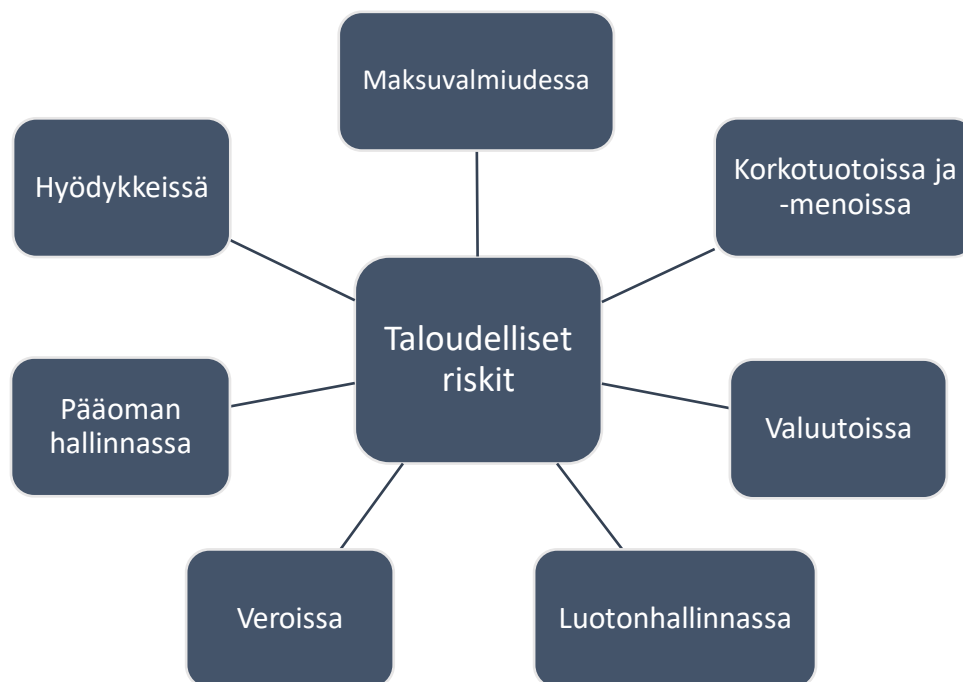 Maksuvalmiudessa
Hyödykkeissä
Korkotuotoissa ja
-menoissa
Taloudelliset
riskit
Pääoman
hallinnassa
Valuutoissa
Veroissa
Luotonhallinnassa